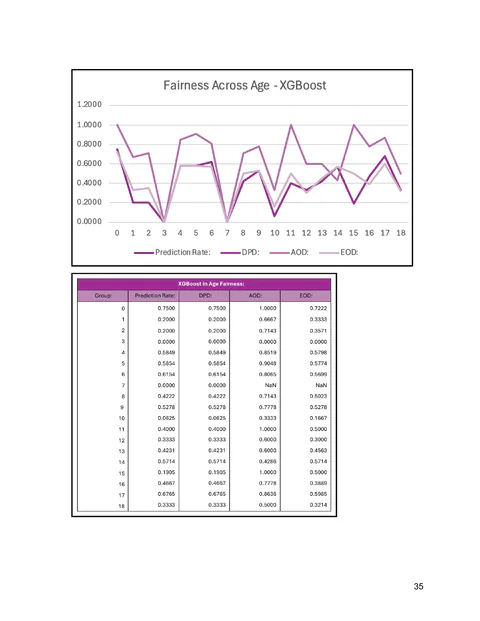 Fairness Across Age - XGBoost
1.2000
1.0000
0.8000
0.6000
0.4000
0.2000
0.0000
0 1 2 3 4 5 6 7 8 9 10 11 12 13 14 15 16 17 18
Prediction Rate: DPD: AOD: EOD:
XGBoost in Age Fairness:
Group: Prediction Rate: DPD: AOD: EOD:
0 0.7500 0.7500 1.0000 0.7222
1 0.2000 0.2000 0.6667 0.3333
2 0.2000 0.2000 0.7143 0.3571
3 0.0000 0.0000 0.0000 0.0000
4 0.5849 0.5849 0.8519 0.5798
5 0.5854 0.5854 0.9048 0.5774
6 0.6154 0.6154 0.8065 0.5699
7 0.0000 0.0000 NaN NaN
8 0.4222 0.4222 0.7143 0.5023
9 0.5278 0.5278 0.7778 0.5278
10 0.0625 0.0625 0.3333 0.1667
11 0.4000 0.4000 1.0000 0.5000
12 0.3333 0.3333 0.6000 0.3000
13 0.4231 0.4231 0.6000 0.4563
14 0.5714 0.5714 0.4286 0.5714
15 0.1905 0.1905 1.0000 0.5000
16 0.4667 0.4667 0.7778 0.3889
17 0.6765 0.6765 0.8636 0.5985
18 0.3333 0.3333 0.5000 0.3214
35